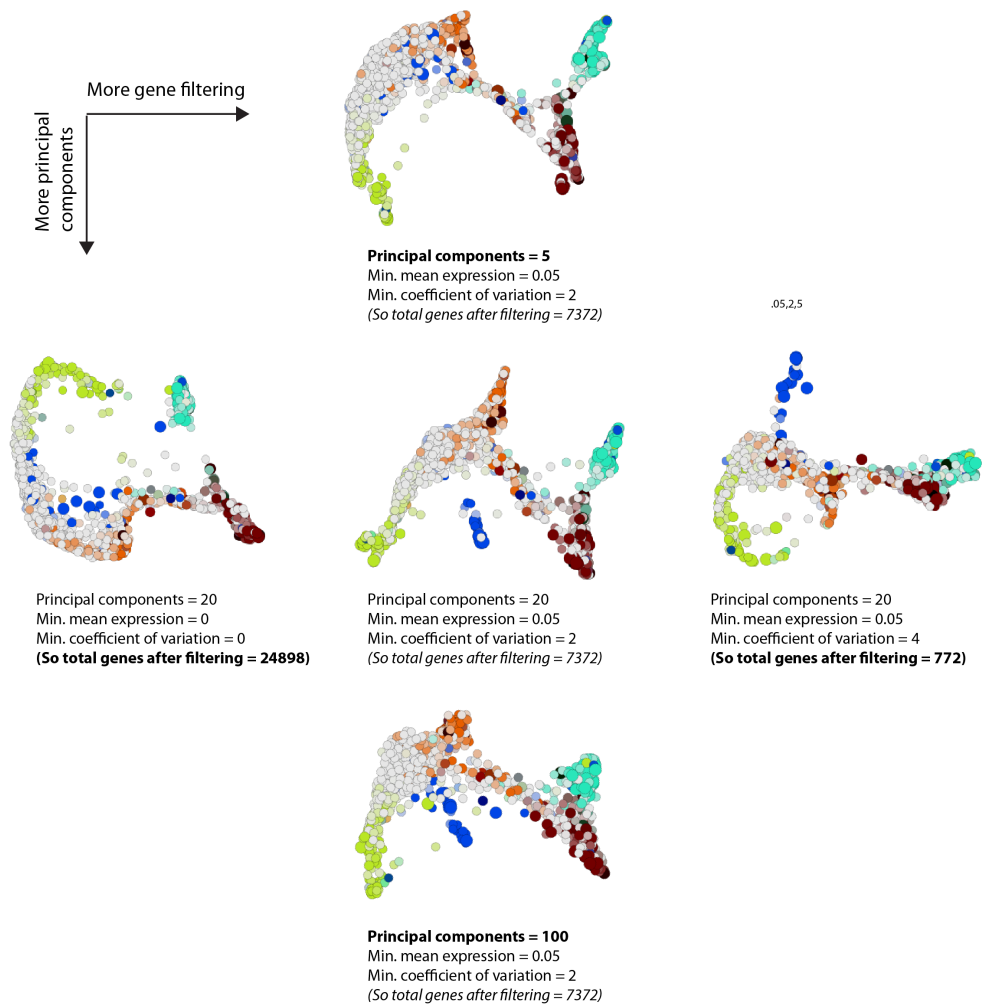 More gene filtering
More principal
components
Principal components = 5
Min. mean expression = 0.05
Min. coefficient of variation = 2
(So total genes after filtering = 7372)
.05,2,5
Principal components = 20
Min. mean expression = 0
Min. coefficient of variation = 0
(So total genes after filtering = 24898)
Principal components = 20
Min. mean expression = 0.05
Min. coefficient of variation = 2
(So total genes after filtering = 7372)
Principal components = 20
Min. mean expression = 0.05
Min. coefficient of variation = 4
(So total genes after filtering = 772)
Principal components = 100
Min. mean expression = 0.05
Min. coefficient of variation = 2
(So total genes after filtering = 7372)